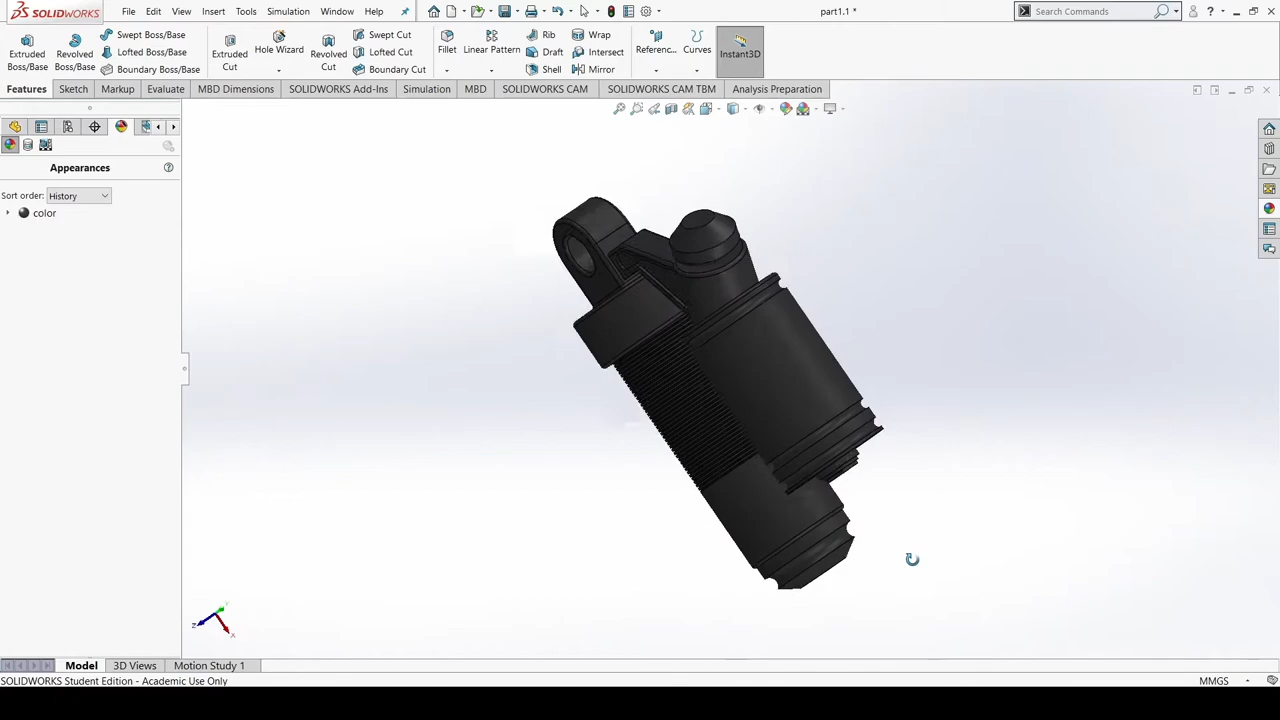 SOLIDWORKS File Edit View Insert Tools Simulation Window Help part1.1 * Search Commands ?
Extruded Boss/Base Revolved Boss/Base Swept Boss/Base Lofted Boss/Base Boundary Boss/Base Extruded Cut Hole Wizard Revolved Cut Swept Cut Lofted Cut Boundary Cut Fillet Linear Pattern Rib Draft Shell Wrap Intersect Mirror Referenc... Curves Instant3D
Features Sketch Markup Evaluate MBD Dimensions SOLIDWORKS Add-Ins Simulation MBD SOLIDWORKS CAM SOLIDWORKS CAM TBM Analysis Preparation
Appearances
Sort order: History
color
Y
Z
X
Model 3D Views Motion Study 1
SOLIDWORKS Student Edition - Academic Use Only MMGS